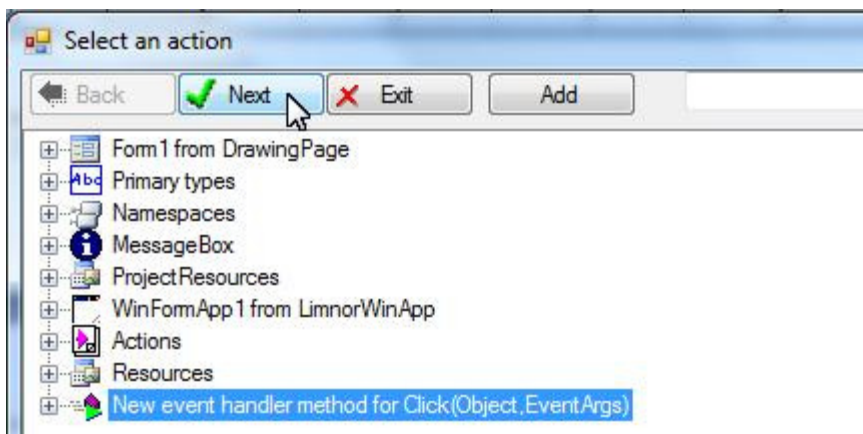 Select an action
Back Next Exit Add
Form1 from DrawingPage
Abc Primary types
Namespaces
MessageBox
ProjectResources
WinFormApp1 from LimnorWinApp
Actions
Resources
New event handler method for Click(Object,EventArgs)